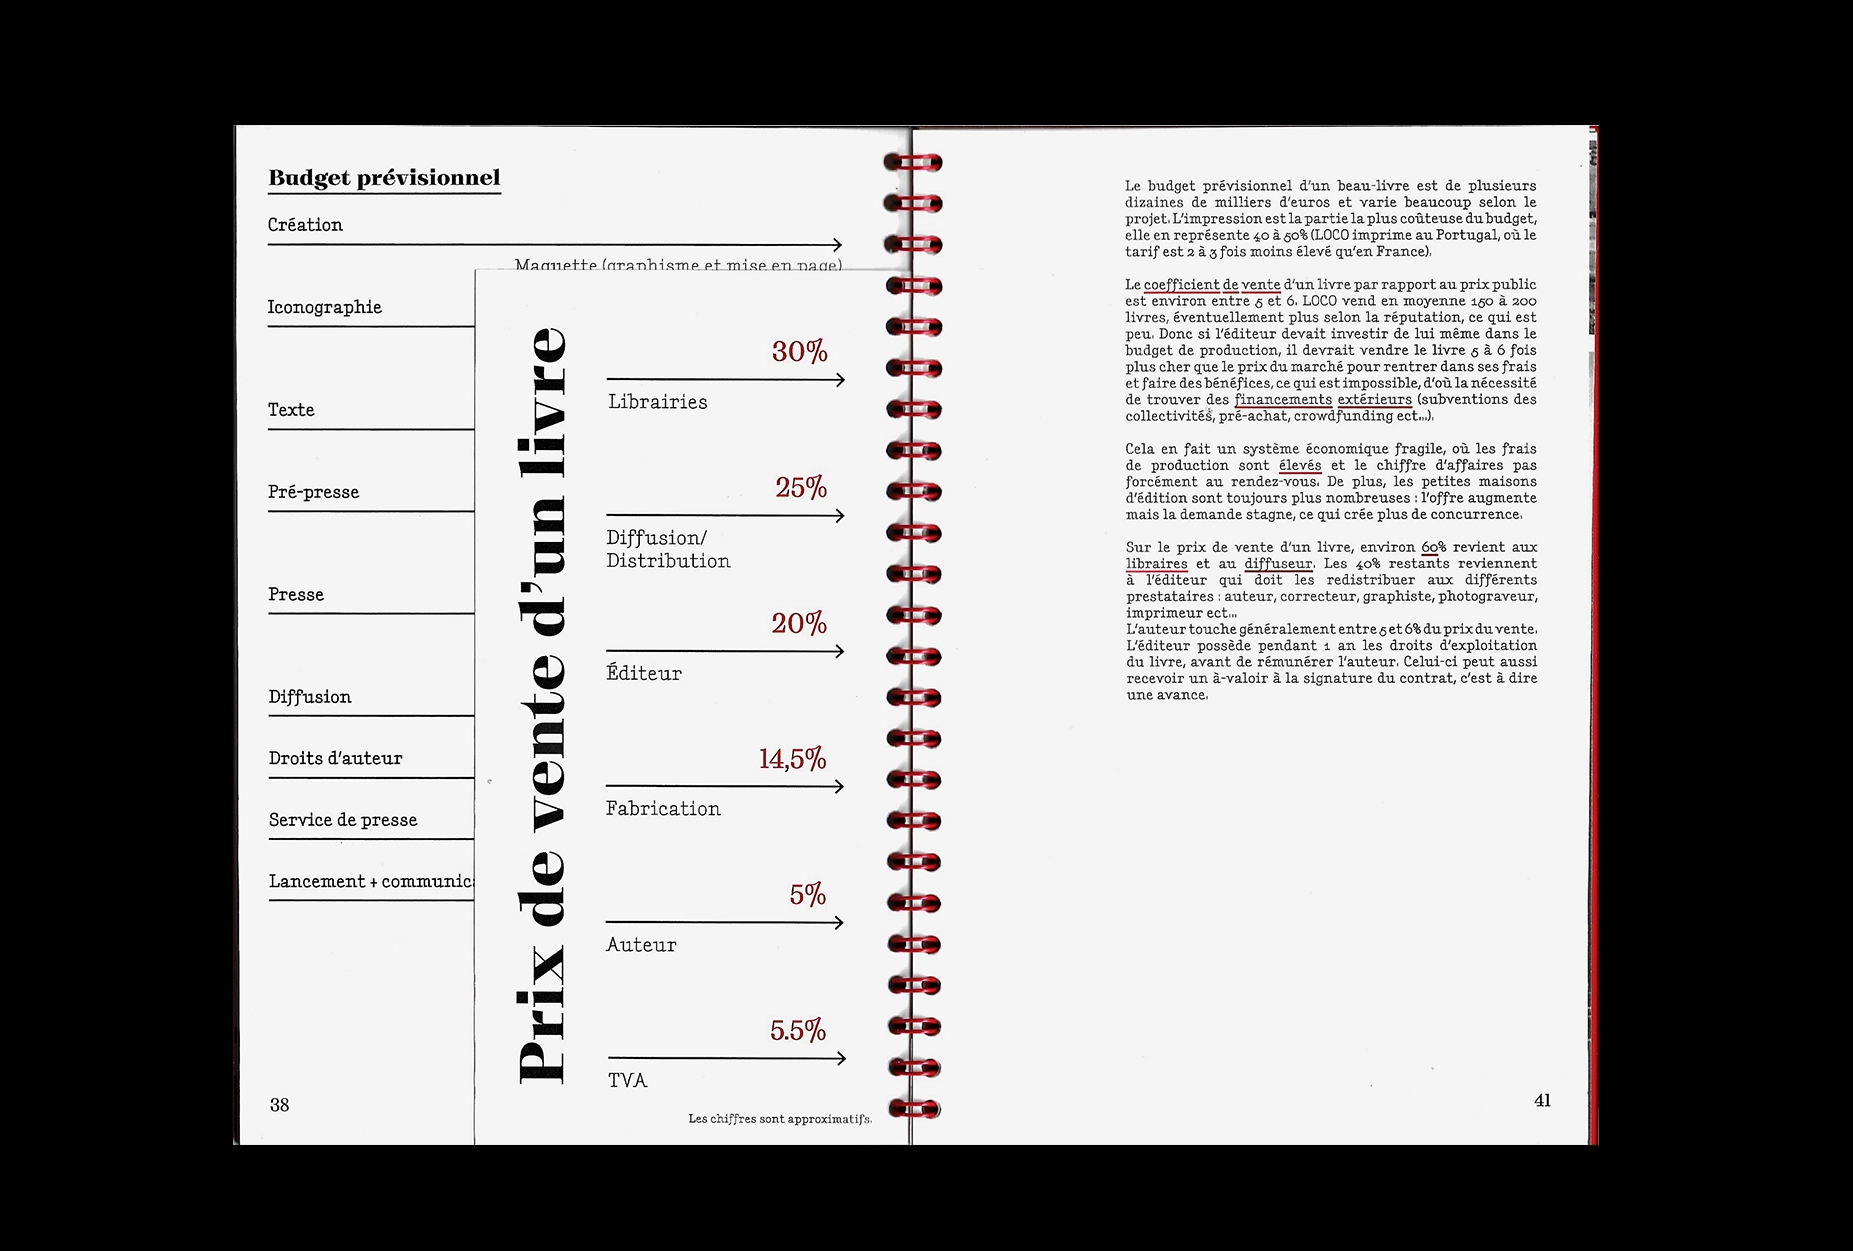 Budget prévisionnel
Création
Maquette (graphisme et mise en page)
Iconographie
Texte
Pré-presse
Presse
Diffusion
Droits d'auteur
Service de presse
Lancement + communic
38
Prix de vente d'un livre
30%
Librairies
25%
Diffusion/
Distribution
20%
Éditeur
14,5%
Fabrication
5%
Auteur
5.5%
TVA
Les chiffres sont approximatifs.
Le budget prévisionnel d'un beau-livre est de plusieurs
dizaines de milliers d'euros et varie beaucoup selon le
projet. L'impression est la partie la plus coûteuse du budget,
elle en représente 40 à 50% (LOCO imprime au Portugal, où le
tarif est 2 à 3 fois moins élevé qu'en France).
Le coefficient de vente d'un livre par rapport au prix public
est environ entre 5 et 6. LOCO vend en moyenne 150 à 200
livres, éventuellement plus selon la réputation, ce qui est
peu. Donc si l'éditeur devait investir de lui même dans le
budget de production, il devrait vendre le livre 5 à 6 fois
plus cher que le prix du marché pour rentrer dans ses frais
et faire des bénéfices, ce qui est impossible, d'où la nécessité
de trouver des financements extérieurs (subventions des
collectivités, pré-achat, crowdfunding ect...).
Cela en fait un système économique fragile, où les frais
de production sont élevés et le chiffre d'affaires pas
forcément au rendez-vous. De plus, les petites maisons
d'édition sont toujours plus nombreuses : l'offre augmente
mais la demande stagne, ce qui crée plus de concurrence.
Sur le prix de vente d'un livre, environ 60% revient aux
libraires et au diffuseur. Les 40% restants reviennent
à l'éditeur qui doit les redistribuer aux différents
prestataires : auteur, correcteur, graphiste, photograveur,
imprimeur ect...
L'auteur touche généralement entre 5 et 6% du prix du vente.
L'éditeur possède pendant 1 an les droits d'exploitation
du livre, avant de rémunérer l'auteur. Celui-ci peut aussi
recevoir un à-valoir à la signature du contrat, c'est à dire
une avance.
41